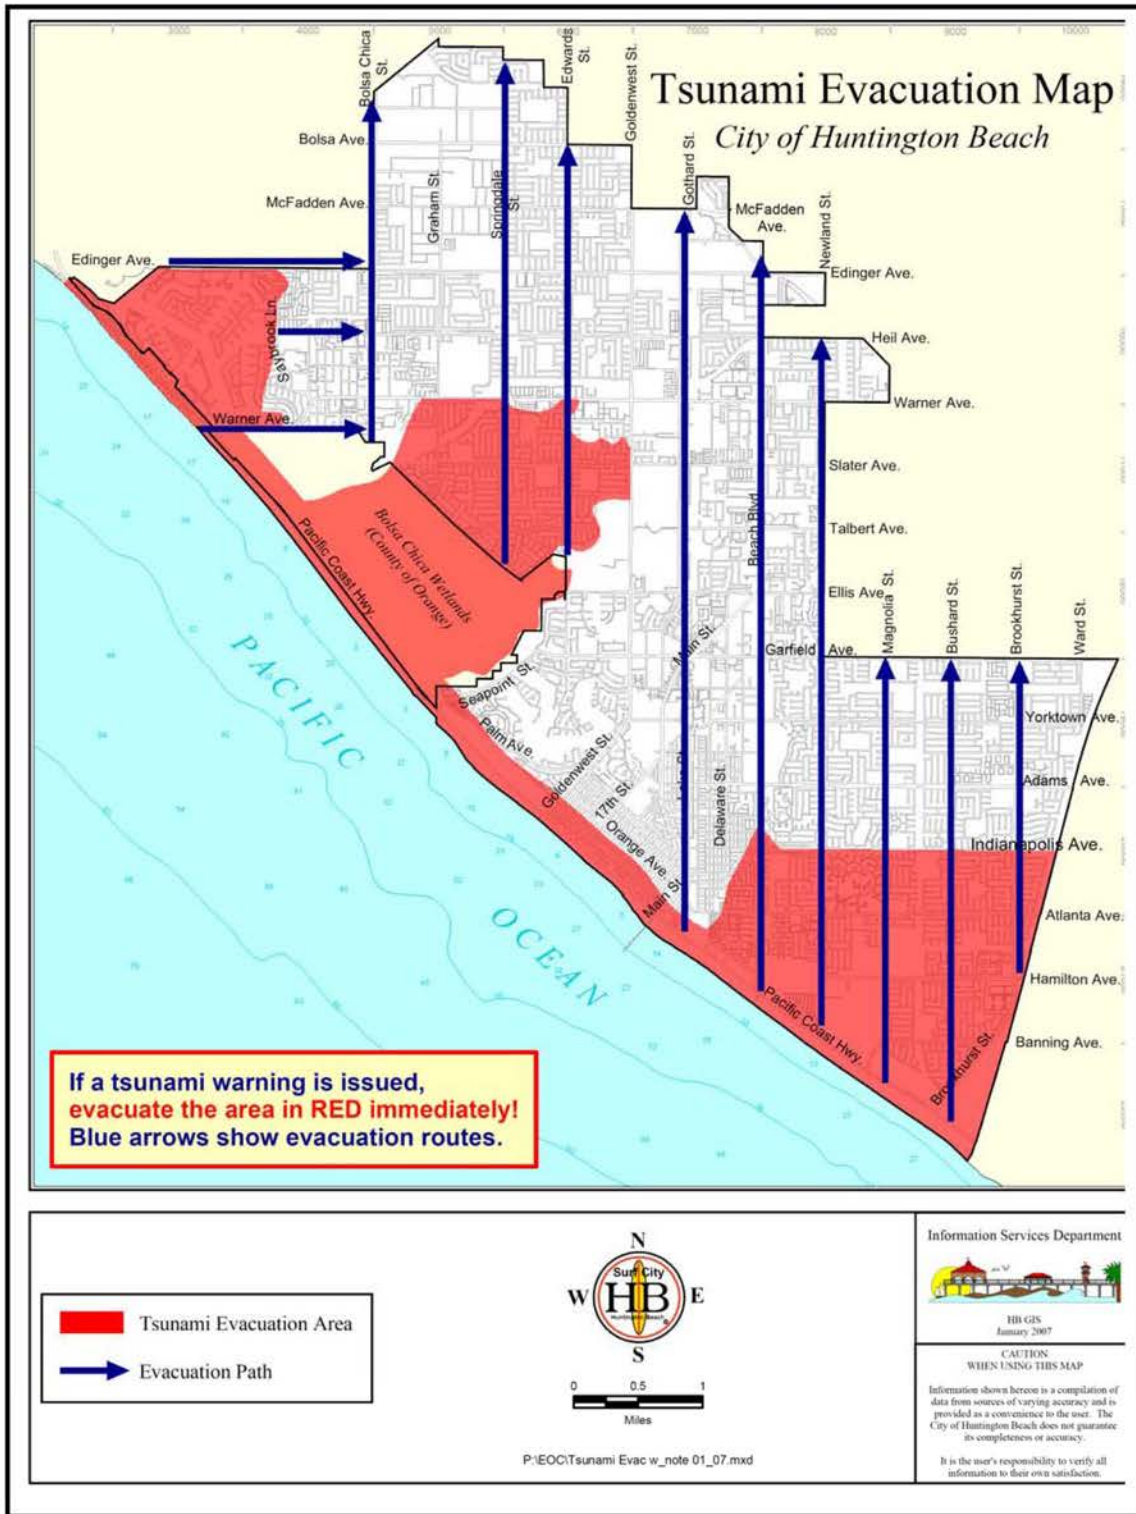 Tsunami Evacuation Map
City of Huntington Beach
3000
4000
5000
7000
8000
9000
10000
Bolsa Chica
St.
Edwards
St.
Goldenwest St.
Bolsa Ave.
McFadden Ave.
Graham St.
Springdale
St.
Gothard St.
McFadden
Ave.
Newland St.
Edinger Ave.
Edinger Ave.
Saybrook Ln
Heil Ave.
Warner Ave.
Warner Ave.
Slater Ave.
Beach Blvd
Talbert Ave.
Bolsa Chica Wetlands
(County of Orange)
Pacific Coast Hwy.
Ellis Ave.
Magnolia St.
Bushard St.
Brookhurst St.
Ward St.
Main St.
Garfield Ave.
Seapoint St.
Palm Ave.
Yorktown Ave.
Goldenwest St.
17th St.
Delaware St.
Adams Ave.
Orange Ave.
Indianapolis Ave.
Main St.
Atlanta Ave.
Hamilton Ave.
Pacific Coast Hwy.
Banning Ave.
Brookhurst St.
PACIFIC
OCEAN
If a tsunami warning is issued,
evacuate the area in RED immediately!
Blue arrows show evacuation routes.
Tsunami Evacuation Area
Evacuation Path
N
W
E
S
Surf City
HB
Huntington Beach
0 0.5 1
Miles
P:\EOC\Tsunami Evac w_note 01_07.mxd
Information Services Department
HB GIS
January 2007
CAUTION
WHEN USING THIS MAP
Information shown hereon is a compilation of
data from sources of varying accuracy and is
provided as a convenience to the user. The
City of Huntington Beach does not guarantee
its completeness or accuracy.
It is the user's responsibility to verify all
information to their own satisfaction.